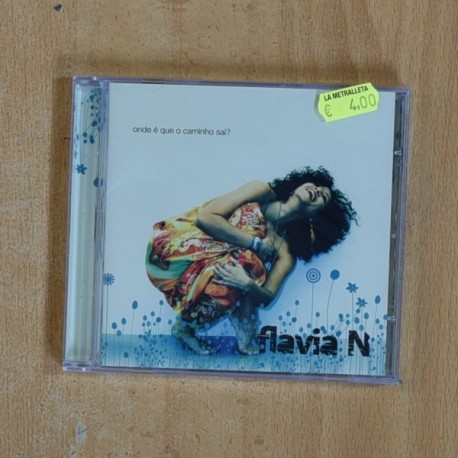 LA METRALLETA
€ 4,00
onde é que o caminho sai?
flavia N